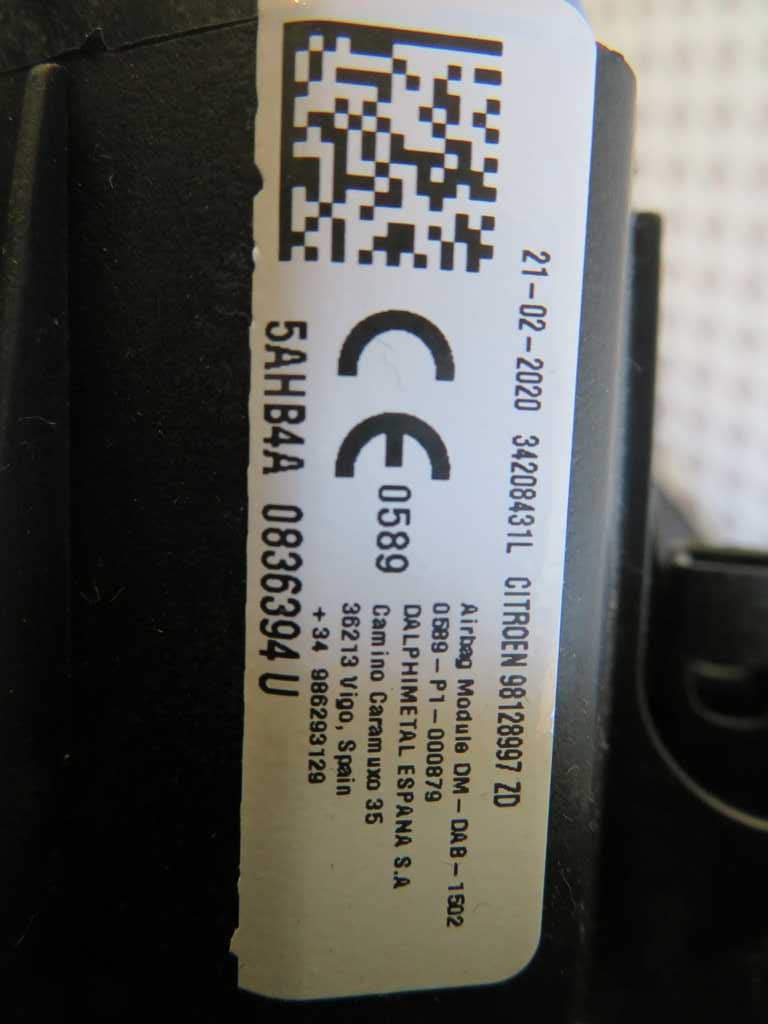 21-02-2020 34208431L CITROEN 98128997 ZD
CE 0589
Airbag Module DM-DAB-1502
0589-P1-000879
DALPHIMETAL ESPANA S.A
Camino Caramuxo 35
36213 Vigo, Spain
+34 986293129
5AHB4A 0836394 U